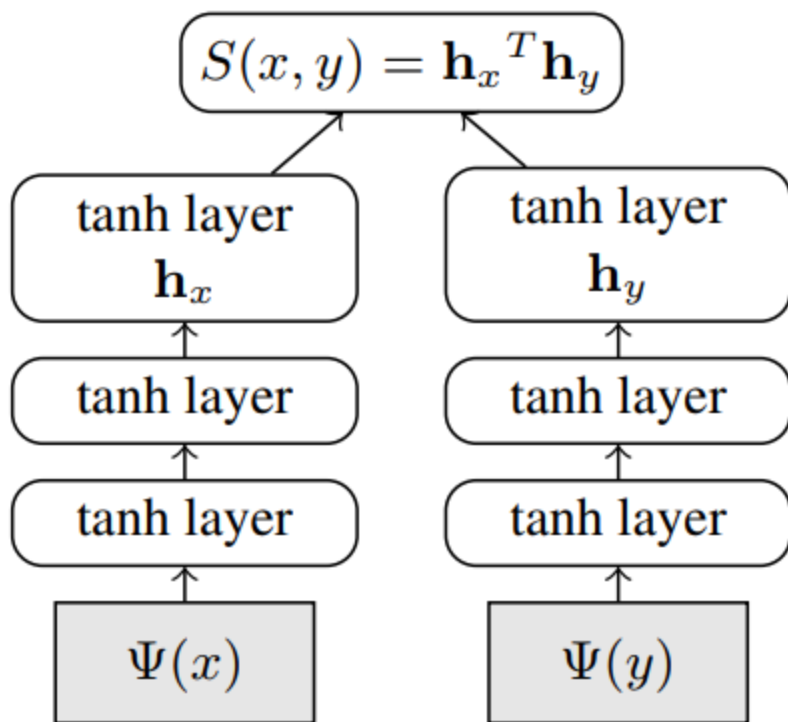 S(x, y) = h_x^T h_y
tanh layer
h_x
tanh layer
h_y
tanh layer
tanh layer
tanh layer
tanh layer
Ψ(x)
Ψ(y)